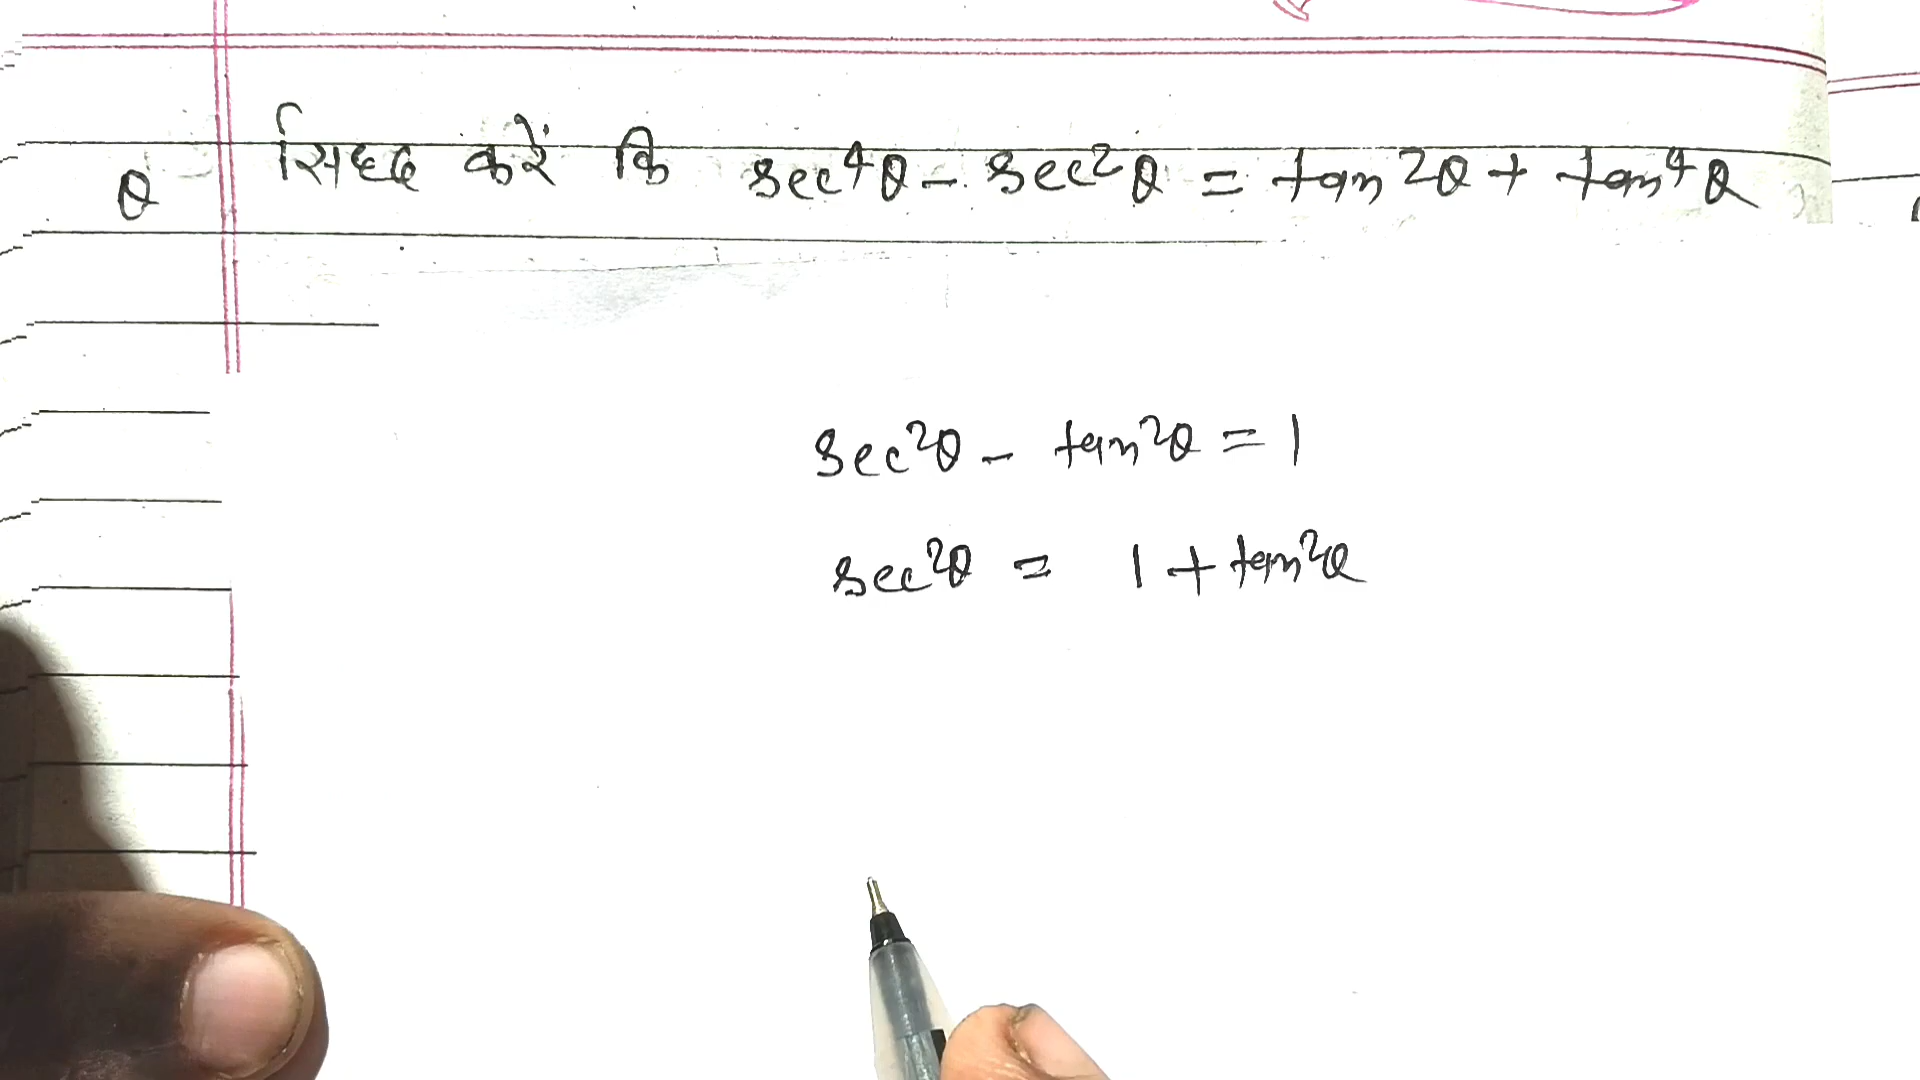 θ सिद्ध करें कि sec⁴θ - sec²θ = tan²θ + tan⁴θ
sec²θ - tan²θ = 1
sec²θ = 1 + tan²θ